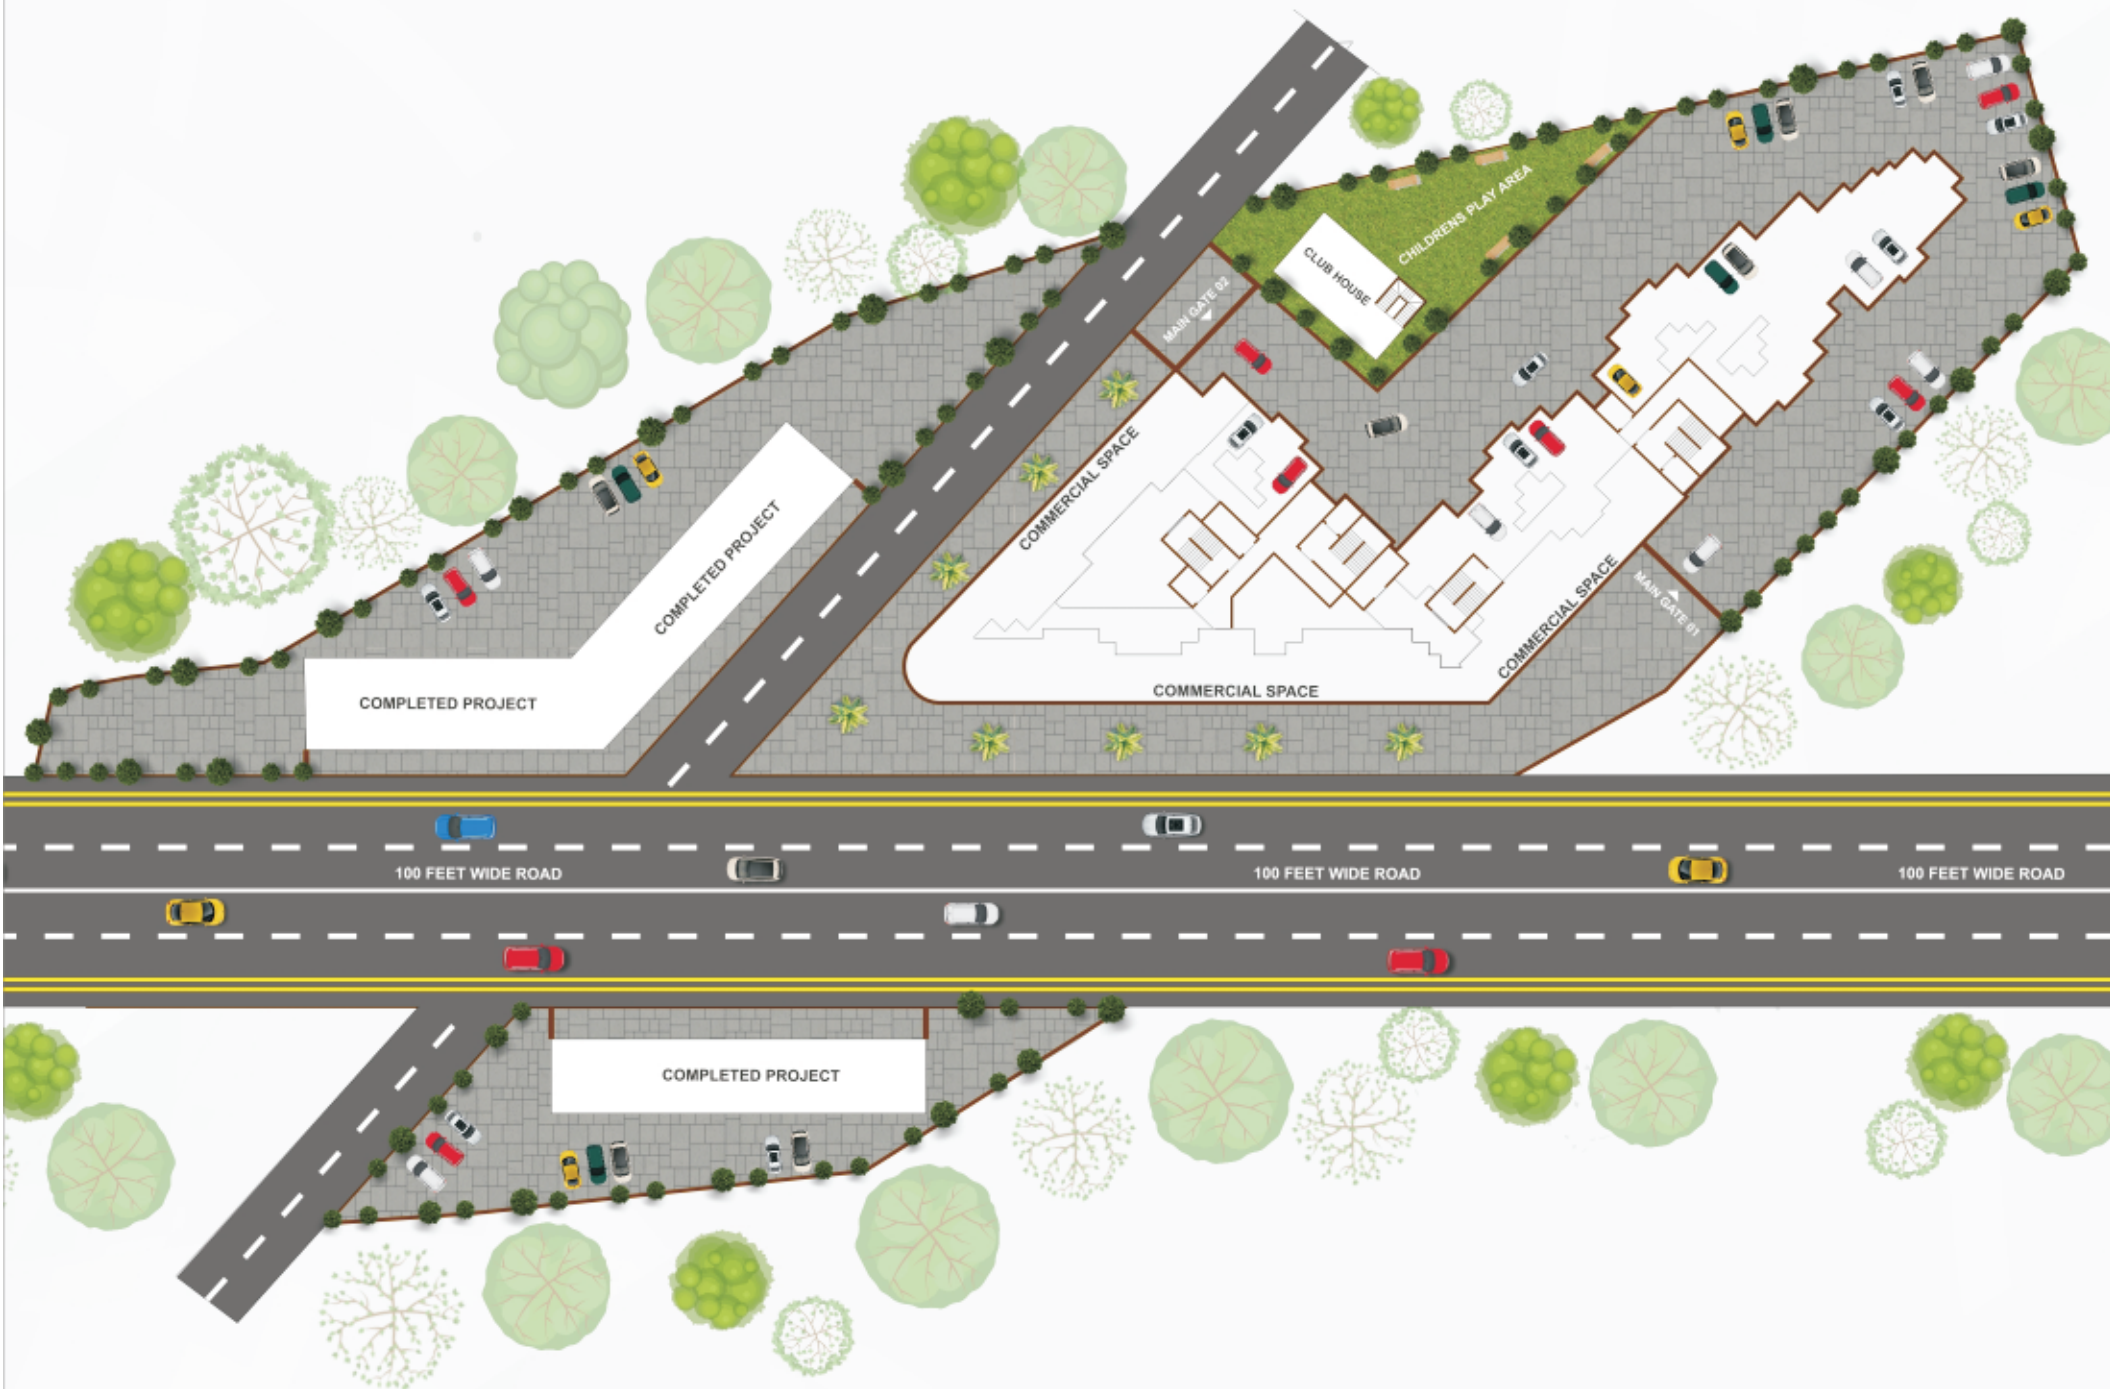 CHILDRENS PLAY AREA
CLUB HOUSE
MAIN GATE 02
COMMERCIAL SPACE
COMPLETED PROJECT
COMMERCIAL SPACE
MAIN GATE 01
COMPLETED PROJECT
COMMERCIAL SPACE
100 FEET WIDE ROAD
100 FEET WIDE ROAD
100 FEET WIDE ROAD
COMPLETED PROJECT